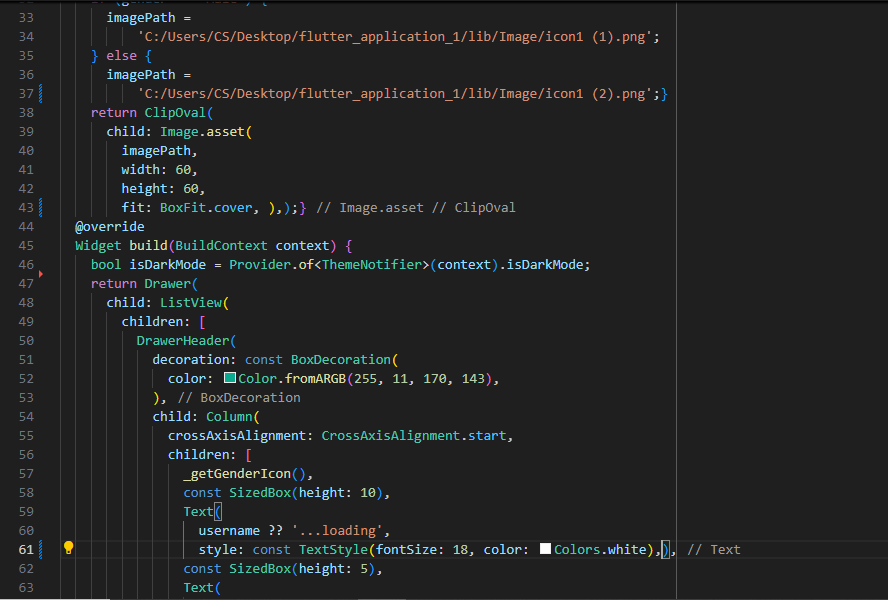 33 imagePath =
34 'C:/Users/CS/Desktop/flutter_application_1/lib/Image/icon1 (1).png';
35 } else {
36 imagePath =
37 'C:/Users/CS/Desktop/flutter_application_1/lib/Image/icon1 (2).png';}
38 return ClipOval(
39 child: Image.asset(
40 imagePath,
41 width: 60,
42 height: 60,
43 fit: BoxFit.cover, ),);} // Image.asset // ClipOval
44 @override
45 Widget build(BuildContext context) {
46 bool isDarkMode = Provider.of<ThemeNotifier>(context).isDarkMode;
47 return Drawer(
48 child: ListView(
49 children: [
50 DrawerHeader(
51 decoration: const BoxDecoration(
52 color: Color.fromARGB(255, 11, 170, 143),
53 ), // BoxDecoration
54 child: Column(
55 crossAxisAlignment: CrossAxisAlignment.start,
56 children: [
57 _getGenderIcon(),
58 const SizedBox(height: 10),
59 Text(
60 username ?? '...loading',
61 style: const TextStyle(fontSize: 18, color: Colors.white),), // Text
62 const SizedBox(height: 5),
63 Text(